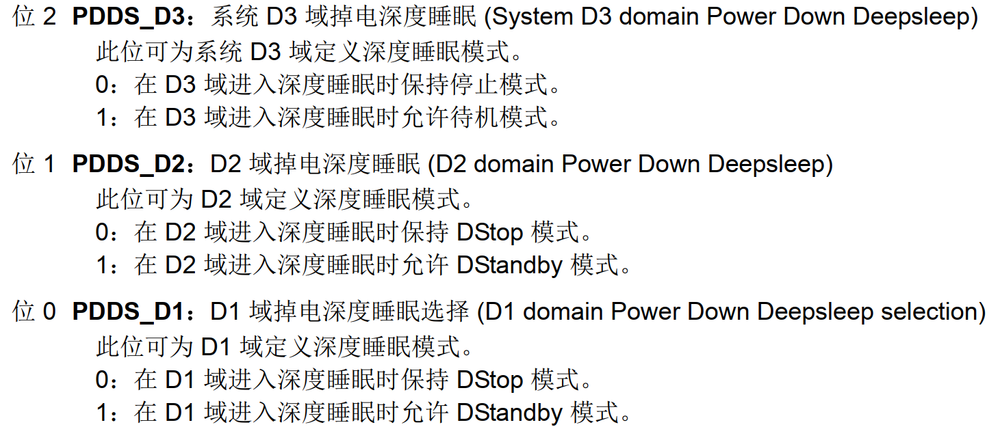 位 2 PDDS_D3：系统 D3 域掉电深度睡眠 (System D3 domain Power Down Deepsleep)
此位可为系统 D3 域定义深度睡眠模式。
0：在 D3 域进入深度睡眠时保持停止模式。
1：在 D3 域进入深度睡眠时允许待机模式。
位 1 PDDS_D2：D2 域掉电深度睡眠 (D2 domain Power Down Deepsleep)
此位可为 D2 域定义深度睡眠模式。
0：在 D2 域进入深度睡眠时保持 DStop 模式。
1：在 D2 域进入深度睡眠时允许 DStandby 模式。
位 0 PDDS_D1：D1 域掉电深度睡眠选择 (D1 domain Power Down Deepsleep selection)
此位可为 D1 域定义深度睡眠模式。
0：在 D1 域进入深度睡眠时保持 DStop 模式。
1：在 D1 域进入深度睡眠时允许 DStandby 模式。